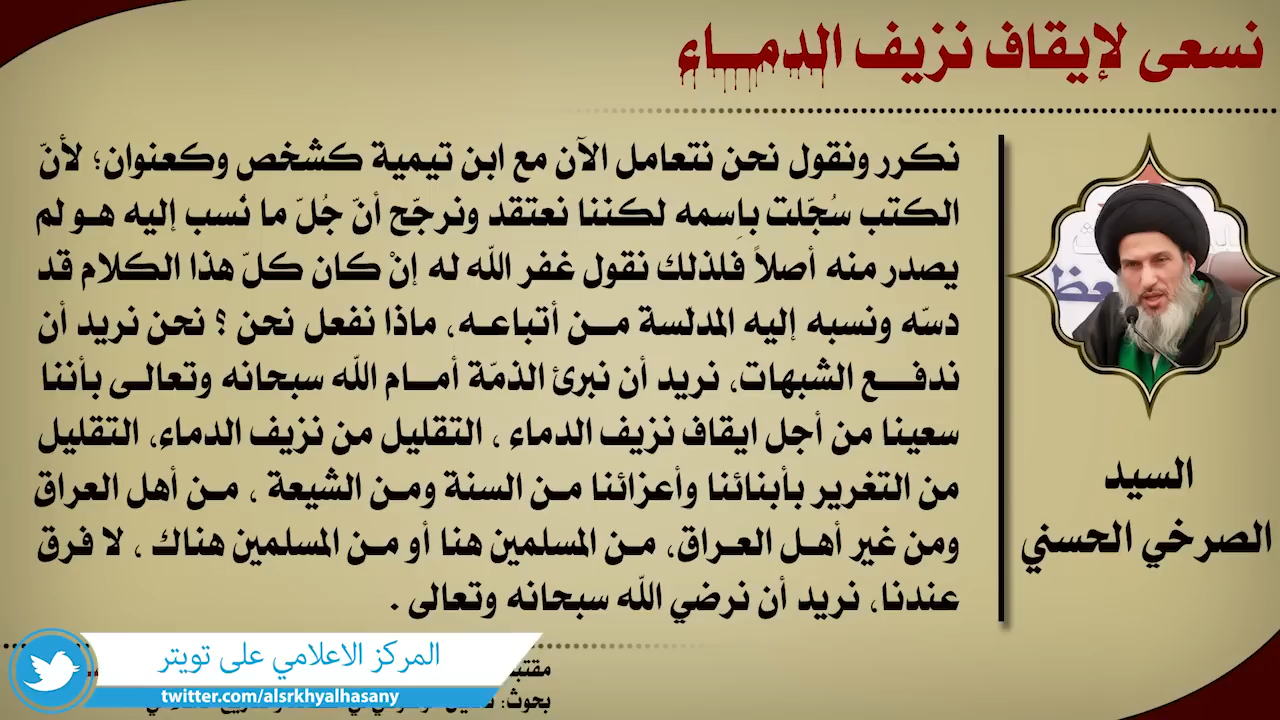 نسعى لإيقاف نزيف الدماء
نكرر ونقول نحن نتعامل الآن مع ابن تيمية كشخص وكعنوان؛ لأنّ
الكتب سُجّلت بِاسمه لكننا نعتقد ونرجّح أنّ جُلّ ما نُسب إليه هو لم
يصدر منه أصلاً فلذلك نقول غفر الله له إنْ كان كلّ هذا الكلام قد
دسّه ونسبه إليه المدلّسة من أتباعه، ماذا نفعل نحن ؟ نحن نريد أن
ندفع الشبهات، نريد أن نبرئ الذمّة أمام الله سبحانه وتعالى بأننا
سعينا من أجل ايقاف نزيف الدماء ، التقليل من نزيف الدماء، التقليل
من التغرير بأبنائنا وأعزائنا من السنة ومن الشيعة ، من أهل العراق
ومن غير أهل العراق، من المسلمين هنا أو من المسلمين هناك ، لا فرق
عندنا، نريد أن نرضي الله سبحانه وتعالى .
السيد
الصرخي الحسني
المركز الاعلامي على تويتر
twitter.com/alsrkhyalhasany
بحوث: